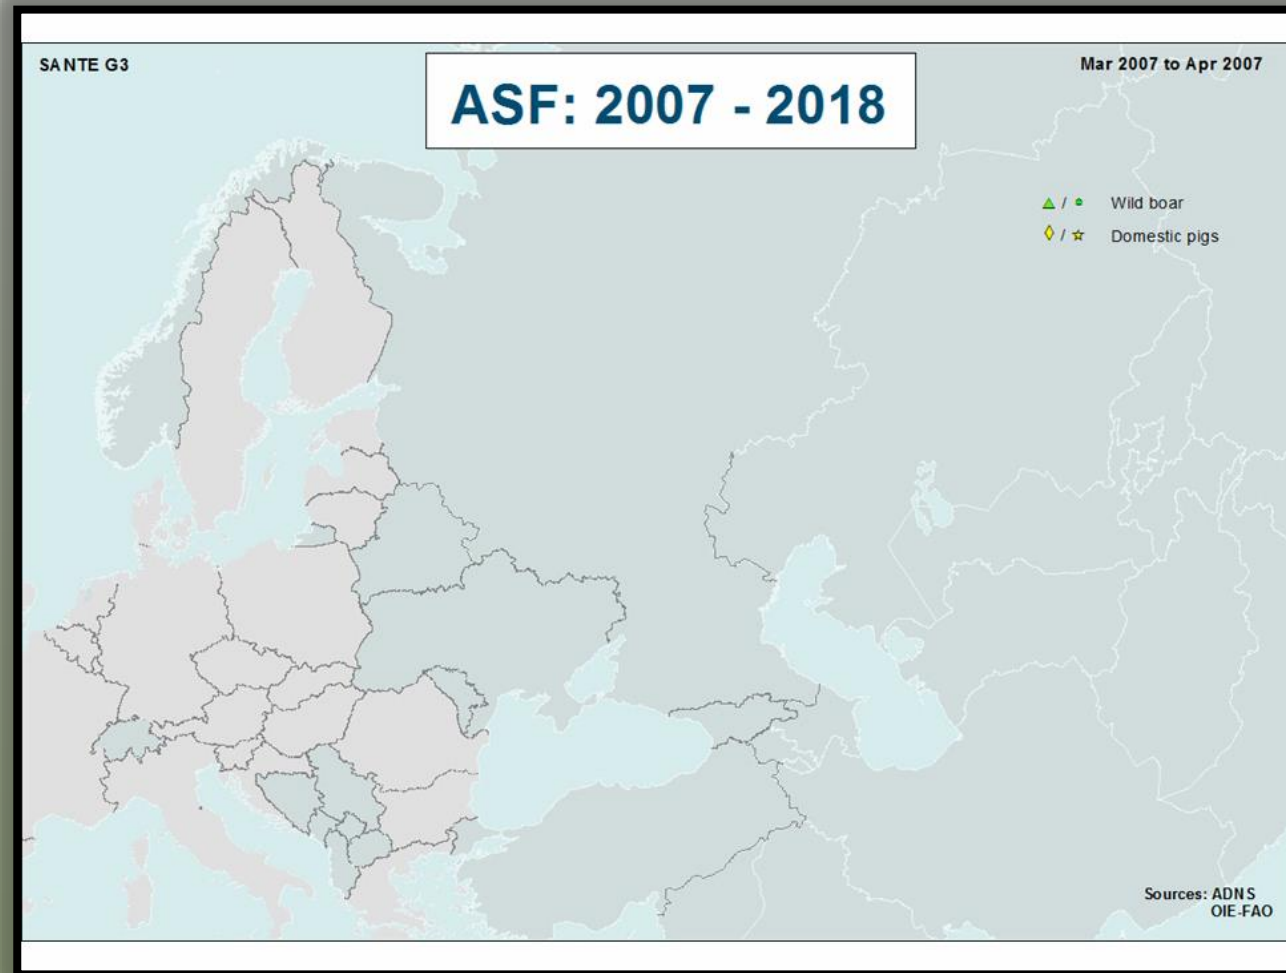 SANTE G3
ASF: 2007 - 2018
Mar 2007 to Apr 2007
/ Wild boar
/ Domestic pigs
Sources: ADNS
OIE-FAO